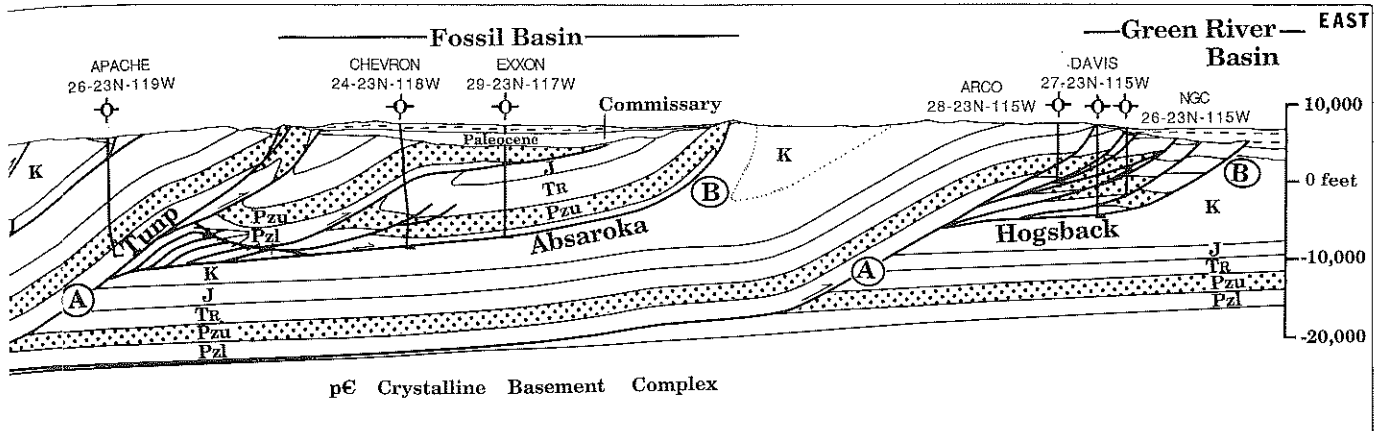 EAST
Fossil Basin
Green River
Basin
APACHE
26-23N-119W
CHEVRON
24-23N-118W
EXXON
29-23N-117W
Commissary
ARCO
28-23N-115W
DAVIS
27-23N-115W
NGC
26-23N-115W
10,000
0 feet
-10,000
-20,000
K
Paleocene
J
TR
Pzu
K
B
B
K
Tunp
Pzu
Pzl
Absaroka
Hogsback
A
K
J
TR
Pzu
Pzl
A
J
TR
Pzu
Pzl
p€ Crystalline Basement Complex